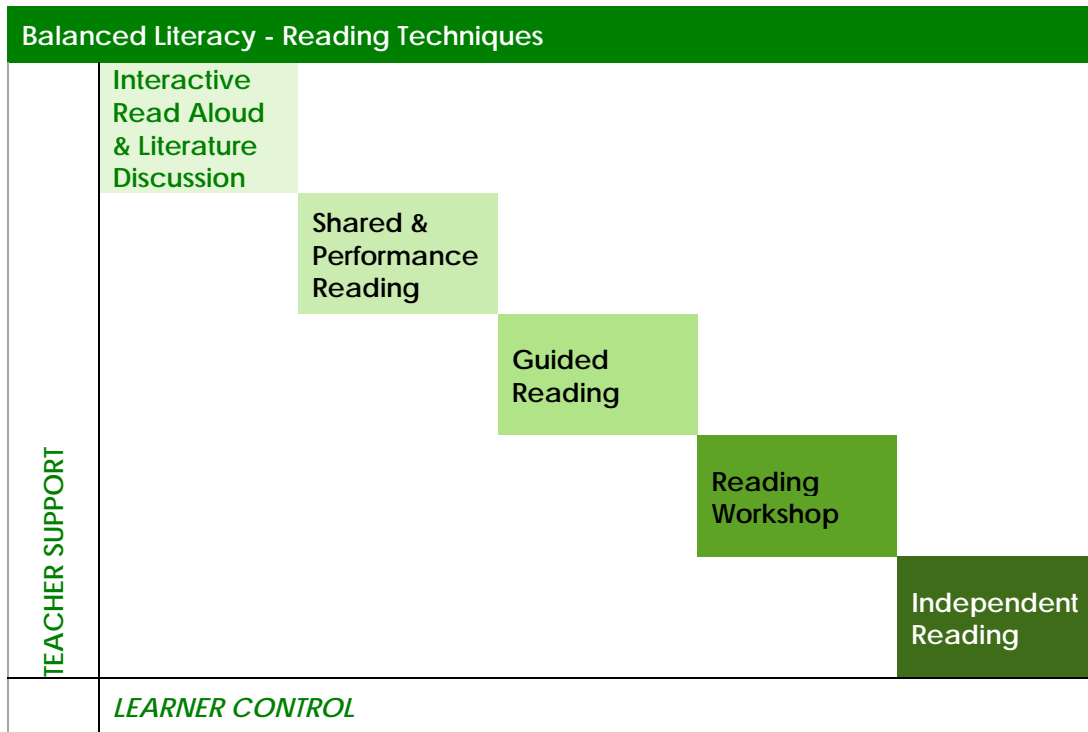 Balanced Literacy - Reading Techniques
Interactive
Read Aloud
& Literature
Discussion
Shared &
Performance
Reading
Guided
Reading
Reading
Workshop
Independent
Reading
TEACHER SUPPORT
LEARNER CONTROL